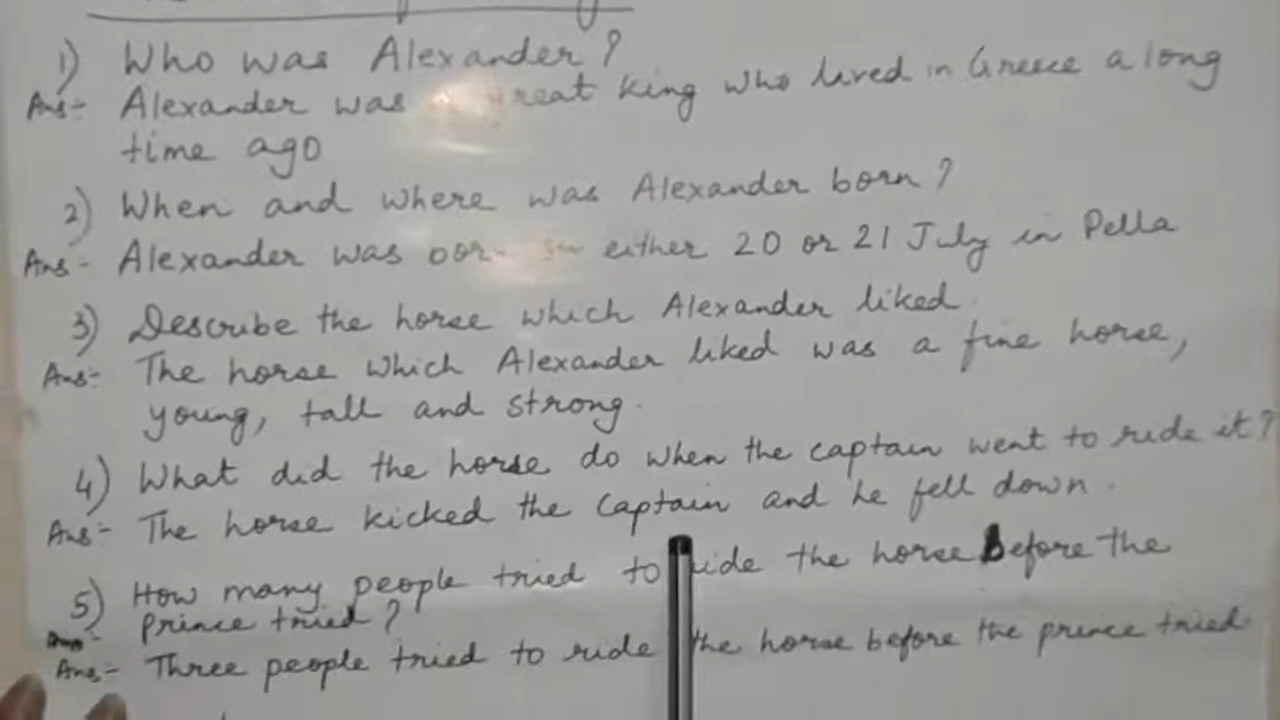 1) Who was Alexander?
Ans:- Alexander was reat king who lived in Greece a long
time ago
2) When and where was Alexander born?
Ans- Alexander was either 20 or 21 July in Pella
3) Describe the horse which Alexander liked.
Ans:- The horse which Alexander liked was a fine horse,
young, tall and strong.
4) What did the horse do when the captain went to ride it?
Ans:- The horse kicked the captain and he fell down.
5) How many people tried to ride the horse before the
Prince tried?
Ans:- Three people tried to ride the horse before the prince tried.